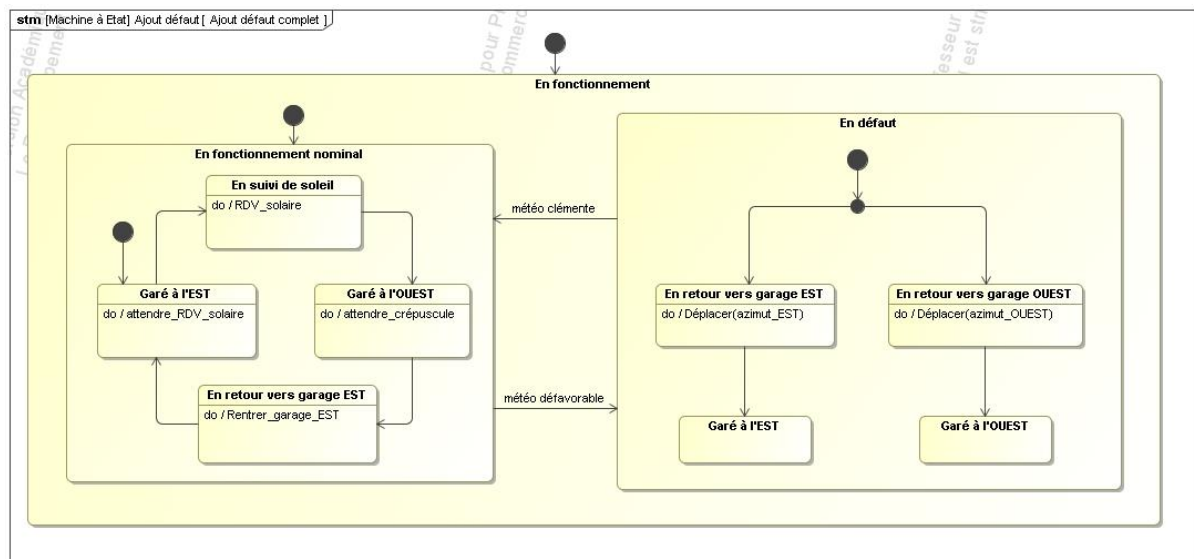 stm [Machine à Etat] Ajout défaut [ Ajout défaut complet ]
En fonctionnement
En fonctionnement nominal
En suivi de soleil
do / RDV_solaire
Garé à l'EST
do / attendre_RDV_solaire
Garé à l'OUEST
do / attendre_crépuscule
En retour vers garage EST
do / Rentrer_garage_EST
météo clémente
météo défavorable
En défaut
En retour vers garage EST
do / Déplacer(azimut_EST)
En retour vers garage OUEST
do / Déplacer(azimut_OUEST)
Garé à l'EST
Garé à l'OUEST